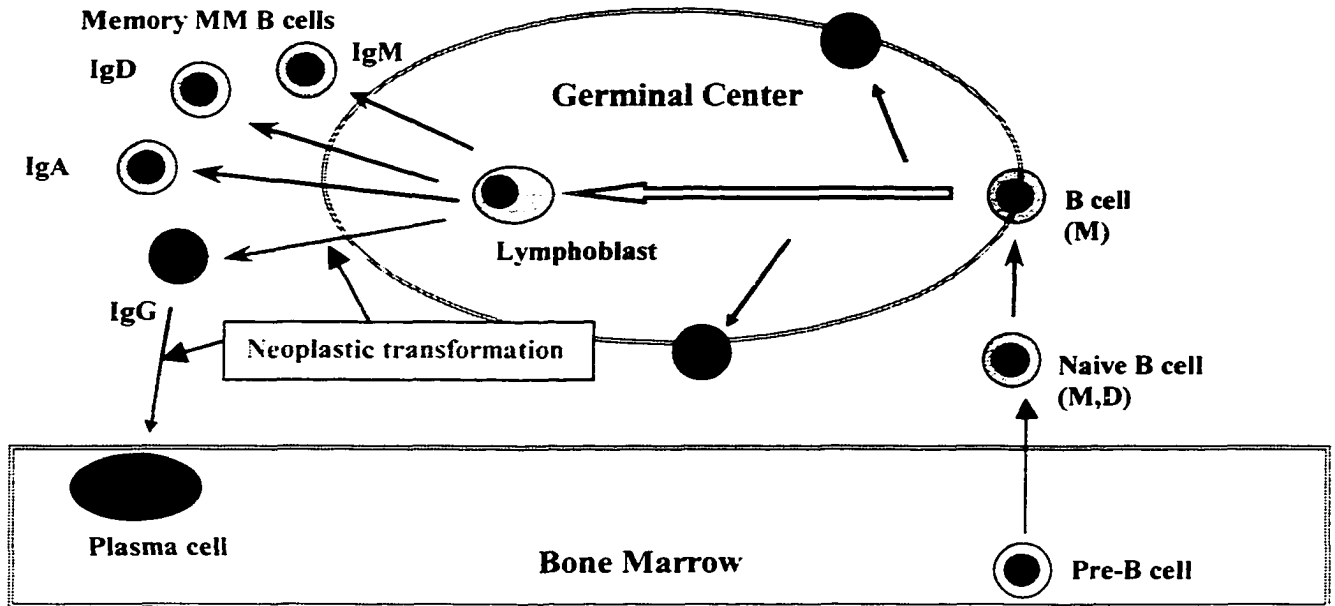 Memory MM B cells
IgM
IgD
IgA
IgG
Germinal Center
Lymphoblast
B cell
(M)
Neoplastic transformation
Naive B cell
(M,D)
Plasma cell
Bone Marrow
Pre-B cell